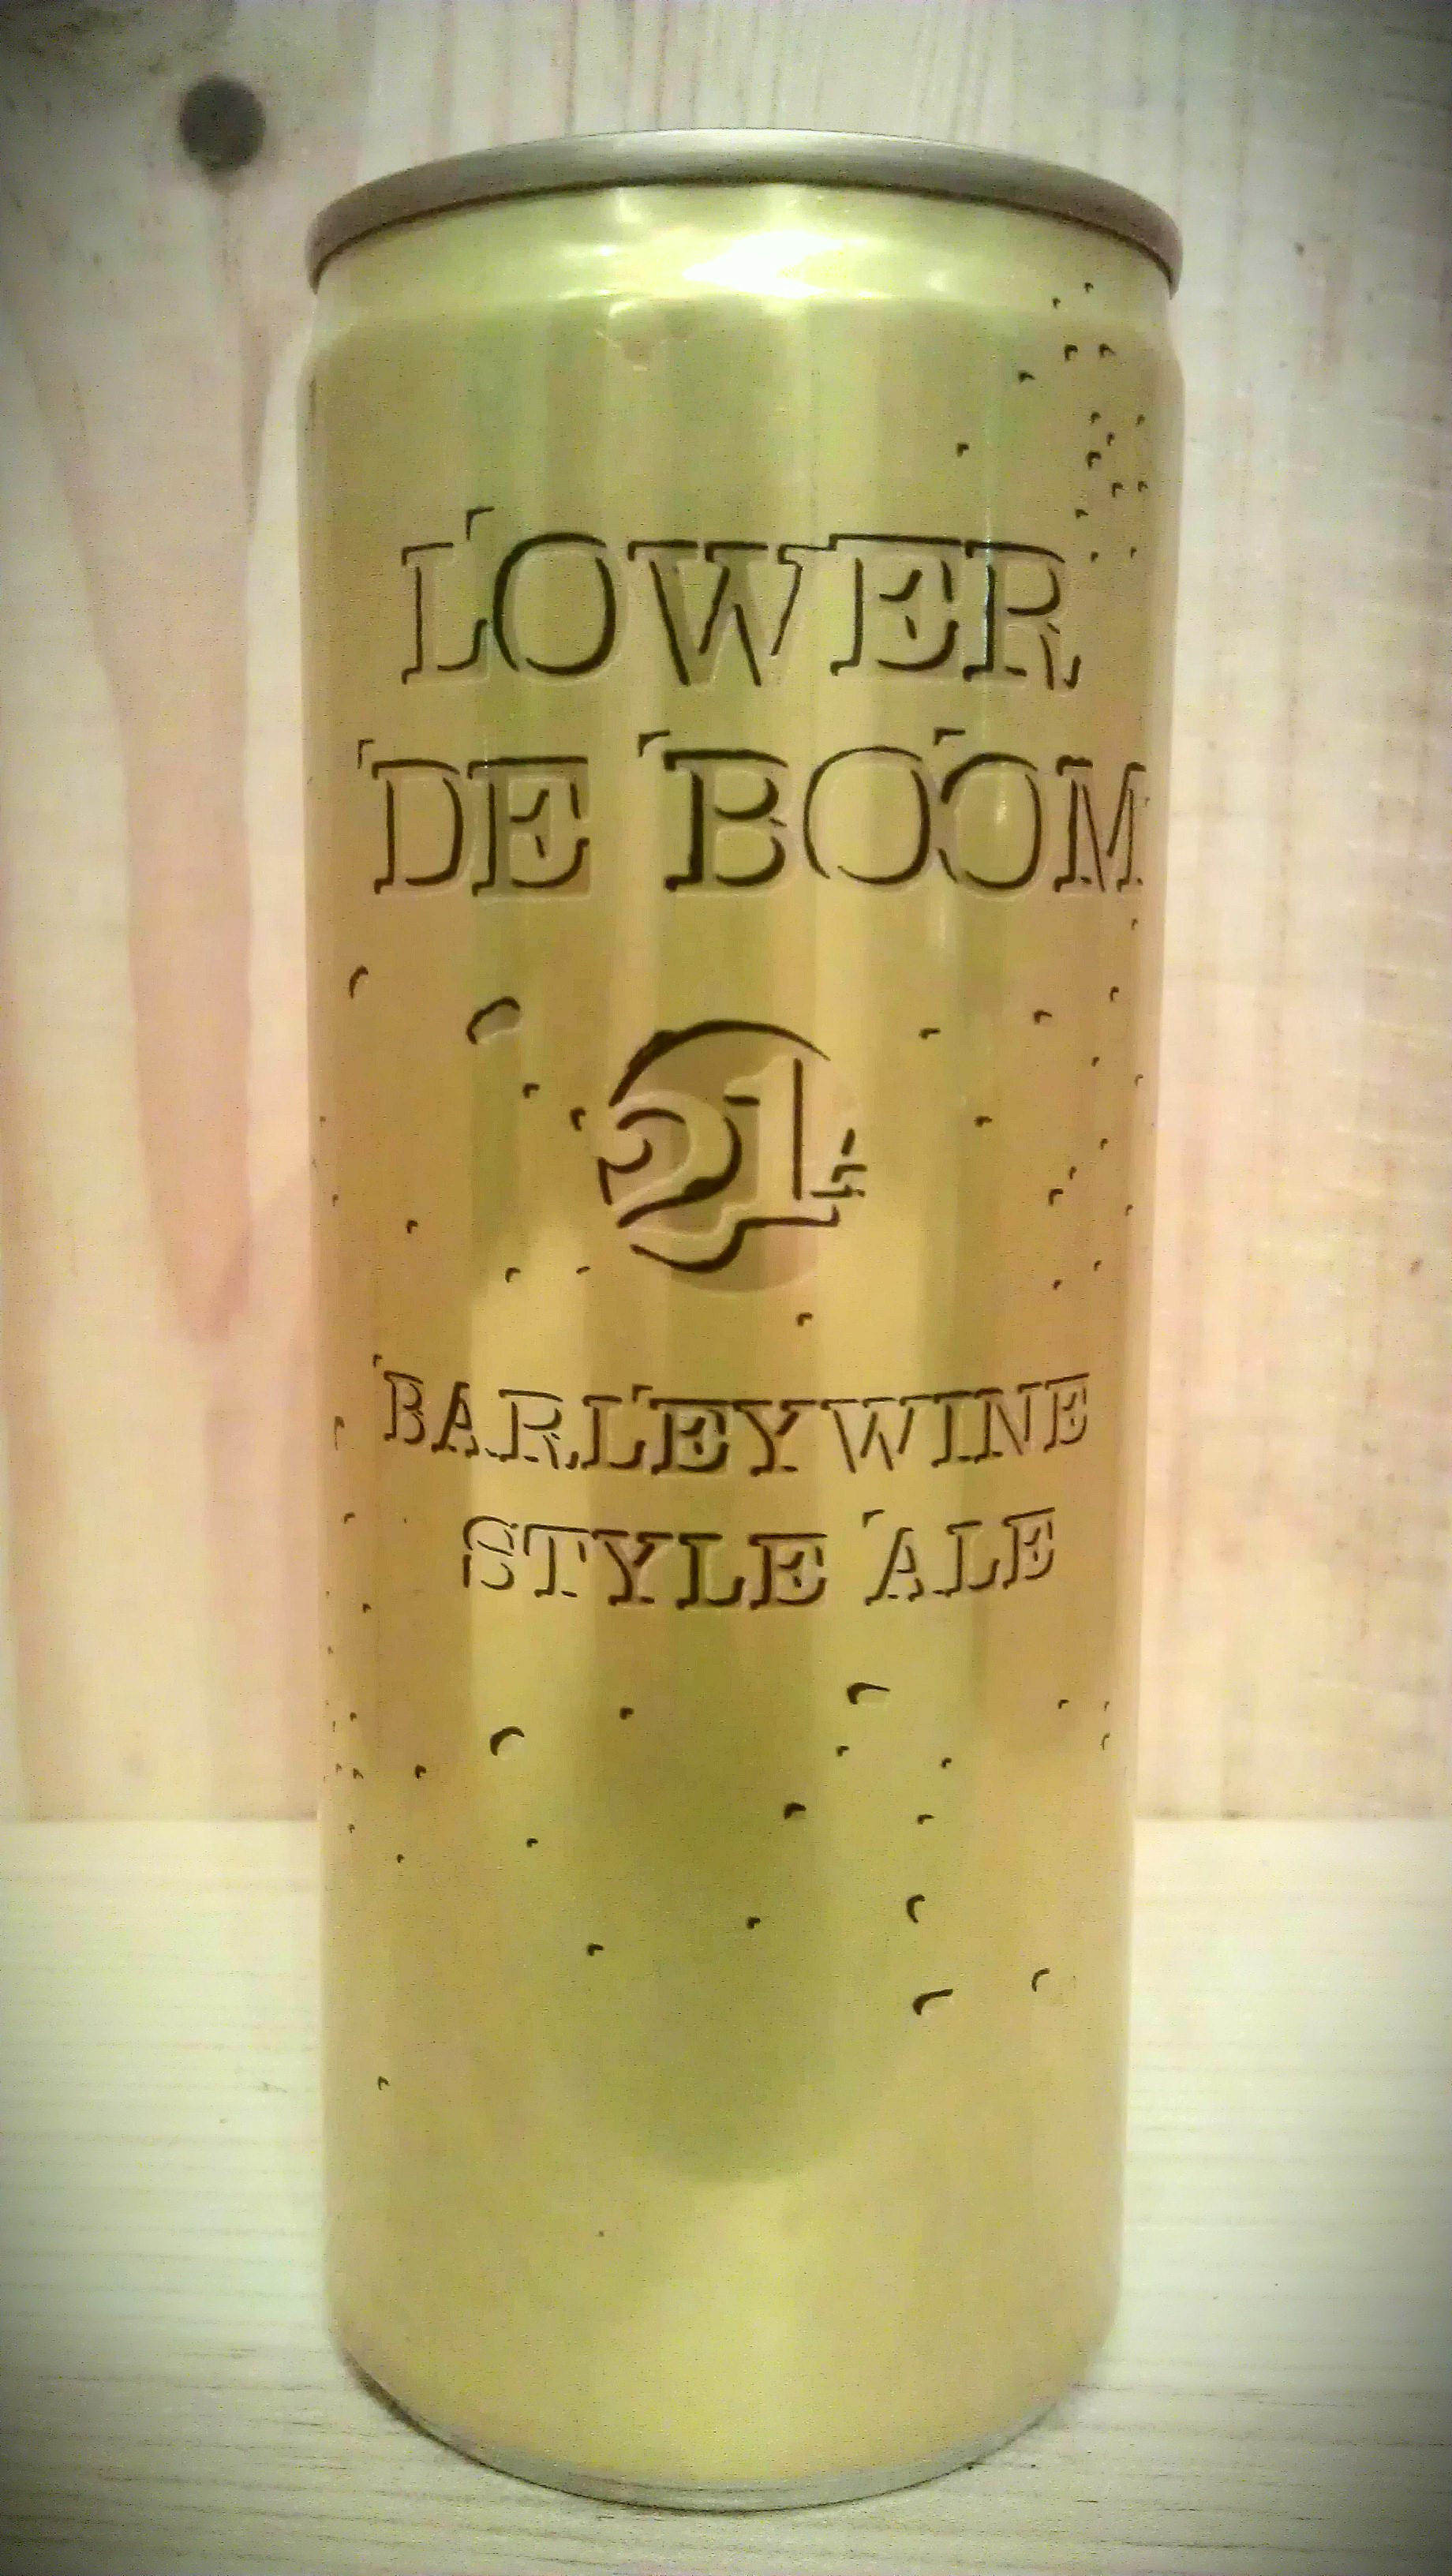 LOWER
DE BOOM
21
BARLEYWINE
STYLE ALE